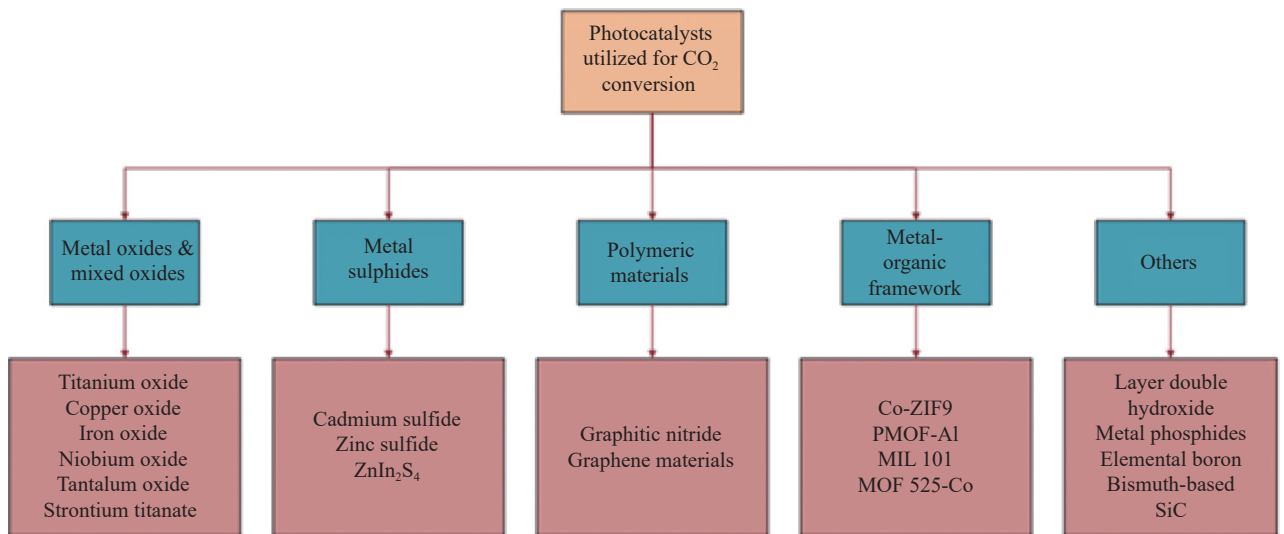 Photocatalysts
utilized for CO₂
conversion
Metal oxides &
mixed oxides
Metal
sulphides
Polymeric
materials
Metal-
organic
framework
Others
Titanium oxide
Copper oxide
Iron oxide
Niobium oxide
Tantalum oxide
Strontium titanate
Cadmium sulfide
Zinc sulfide
ZnIn₂S₄
Graphitic nitride
Graphene materials
Co-ZIF9
PMOF-Al
MIL 101
MOF 525-Co
Layer double
hydroxide
Metal phosphides
Elemental boron
Bismuth-based
SiC